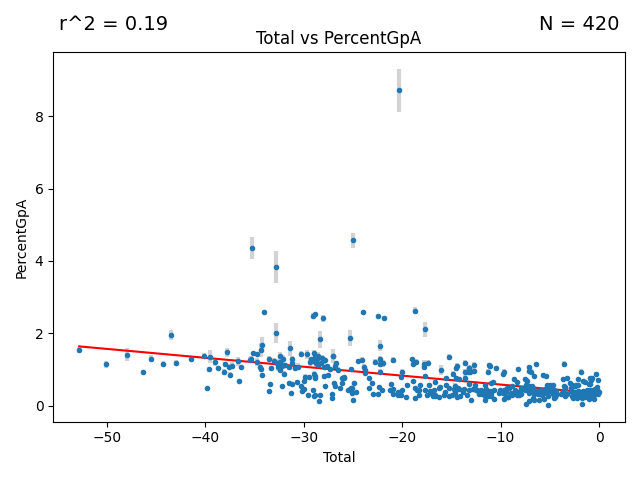 r^2 = 0.19
N = 420
Total vs PercentGpA
8
6
4
2
0
PercentGpA
−50
−40
−30
−20
−10
0
Total